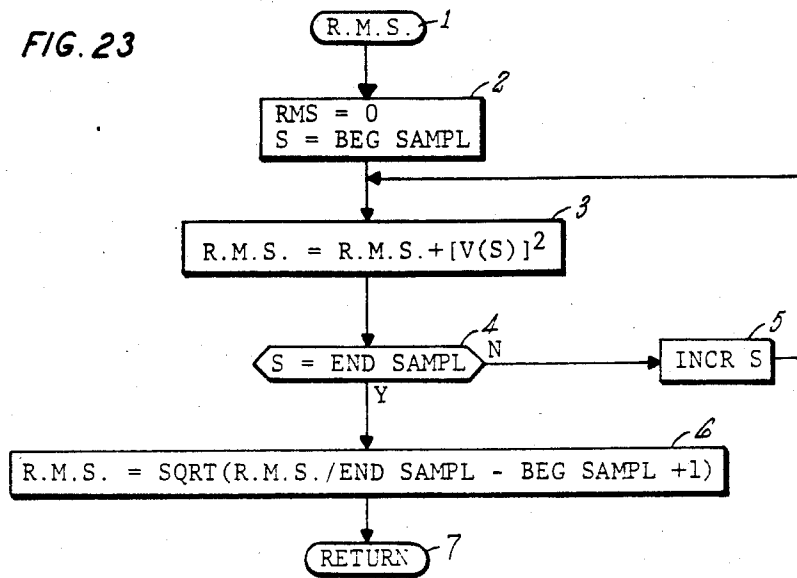 FIG. 23
R.M.S. 1
2
RMS = 0
S = BEG SAMPL
3
R.M.S. = R.M.S.+[V(S)]²
4
S = END SAMPL N
5
INCR S
Y
6
R.M.S. = SQRT(R.M.S./END SAMPL - BEG SAMPL +1)
RETURN 7